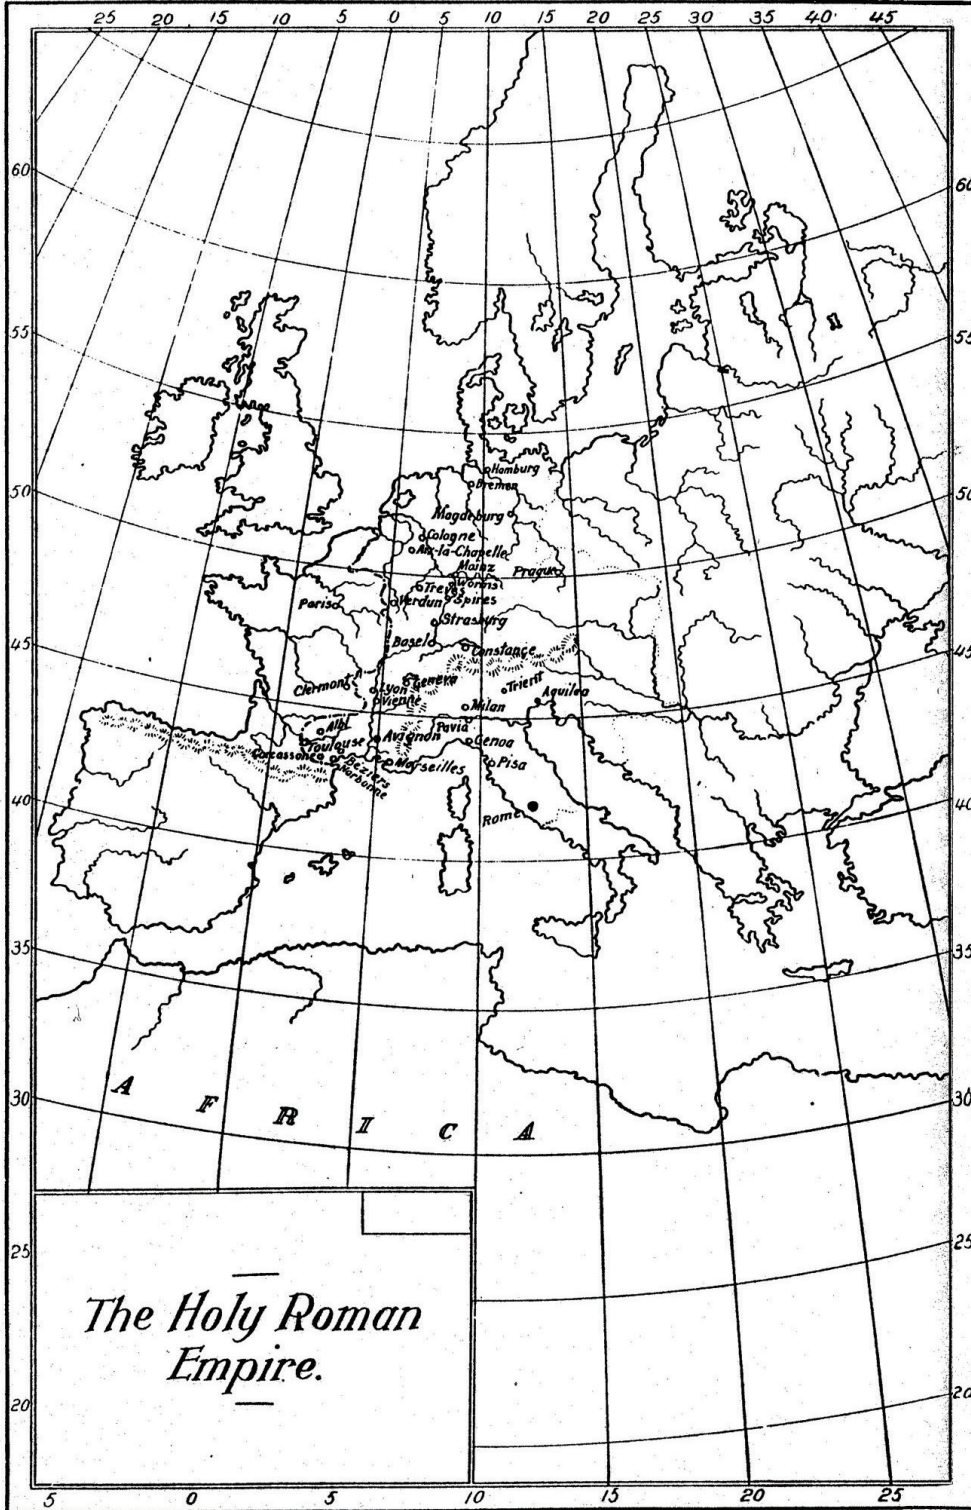 25 20 15 10 5 0 5 10 15 20 25 30 35 40 45
60 60
55 55
50 50
45 45
40 40
35 35
30 30
25 25
20 20
Hamburg
Bremen
Magdeburg
Cologne
Aix-la-Chapelle
Mainz
Prague
Worms
Treves
Verdun Spires
Paris
Strasburg
Basel
Constance
Geneva
Clermont
Lyon
Trient
Aquilea
Vienne
Milan
Albi
Pavia
Avignon
Genoa
Toulouse
Carcassone
Beziers
Marseilles
Narbonne
Pisa
Rome
A F R I C A
The Holy Roman
Empire.
5 0 5 10 15 20 25